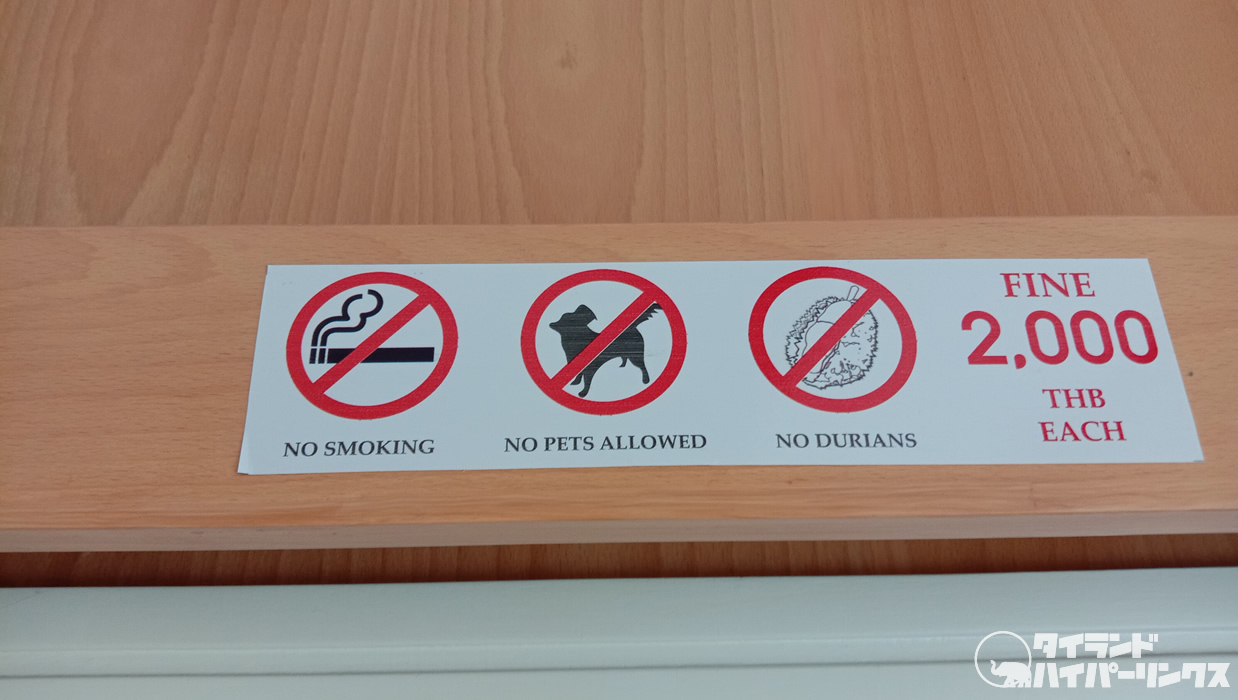 NO SMOKING
NO PETS ALLOWED
NO DURIANS
FINE
2,000
THB
EACH
タイランド
ハイパーリンクス